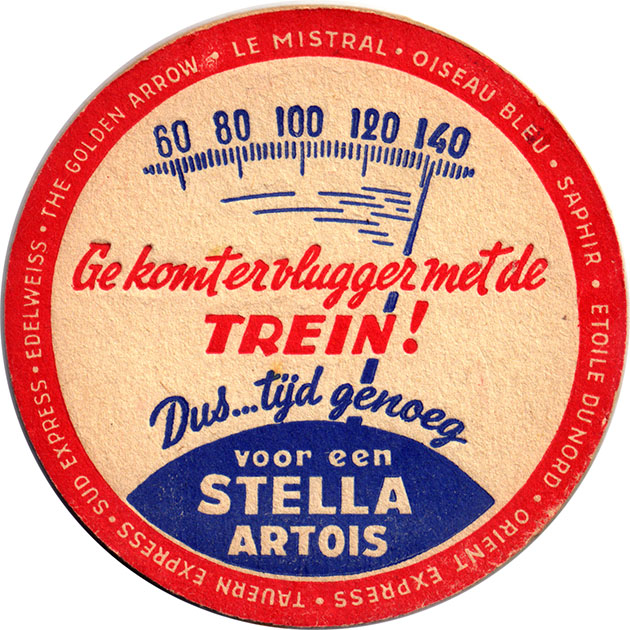 LE MISTRAL • OISEAU BLEU • SAPHIR • ETOILE DU NORD • ORIENT EXPRESS • TAUERN EXPRESS • SUD EXPRESS • EDELWEISS • THE GOLDEN ARROW •
60 80 100 120 140
Ge komt er vlugger met de
TREIN!
Dus...tijd genoeg
voor een
STELLA
ARTOIS